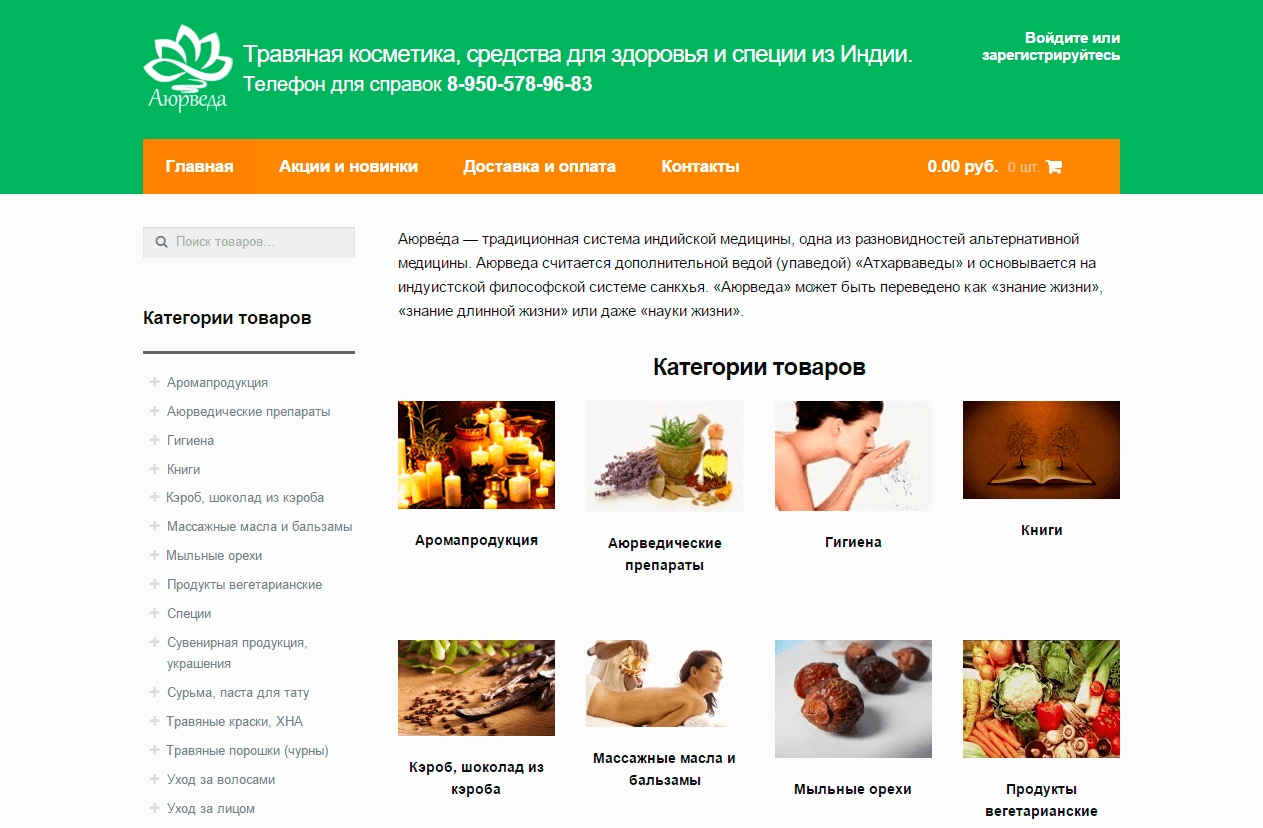 Аюрведа
Травяная косметика, средства для здоровья и специи из Индии.
Телефон для справок 8-950-578-96-83
Войдите или
зарегистрируйтесь
Главная
Акции и новинки
Доставка и оплата
Контакты
0.00 руб. 0 шт.
Поиск товаров...
Категории товаров
Аромапродукция
Аюрведические препараты
Гигиена
Книги
Кэроб, шоколад из кэроба
Массажные масла и бальзамы
Мыльные орехи
Продукты вегетарианские
Специи
Сувенирная продукция,
украшения
Сурьма, паста для тату
Травяные краски, ХНА
Травяные порошки (чурны)
Уход за волосами
Уход за лицом
Аюрве́да — традиционная система индийской медицины, одна из разновидностей альтернативной
медицины. Аюрведа считается дополнительной ведой (упаведой) «Атхарваведы» и основывается на
индуистской философской системе санкхья. «Аюрведа» может быть переведено как «знание жизни»,
«знание длинной жизни» или даже «науки жизни».
Категории товаров
Аромапродукция
Аюрведические
препараты
Гигиена
Книги
Кэроб, шоколад из
кэроба
Массажные масла и
бальзамы
Мыльные орехи
Продукты
вегетарианские